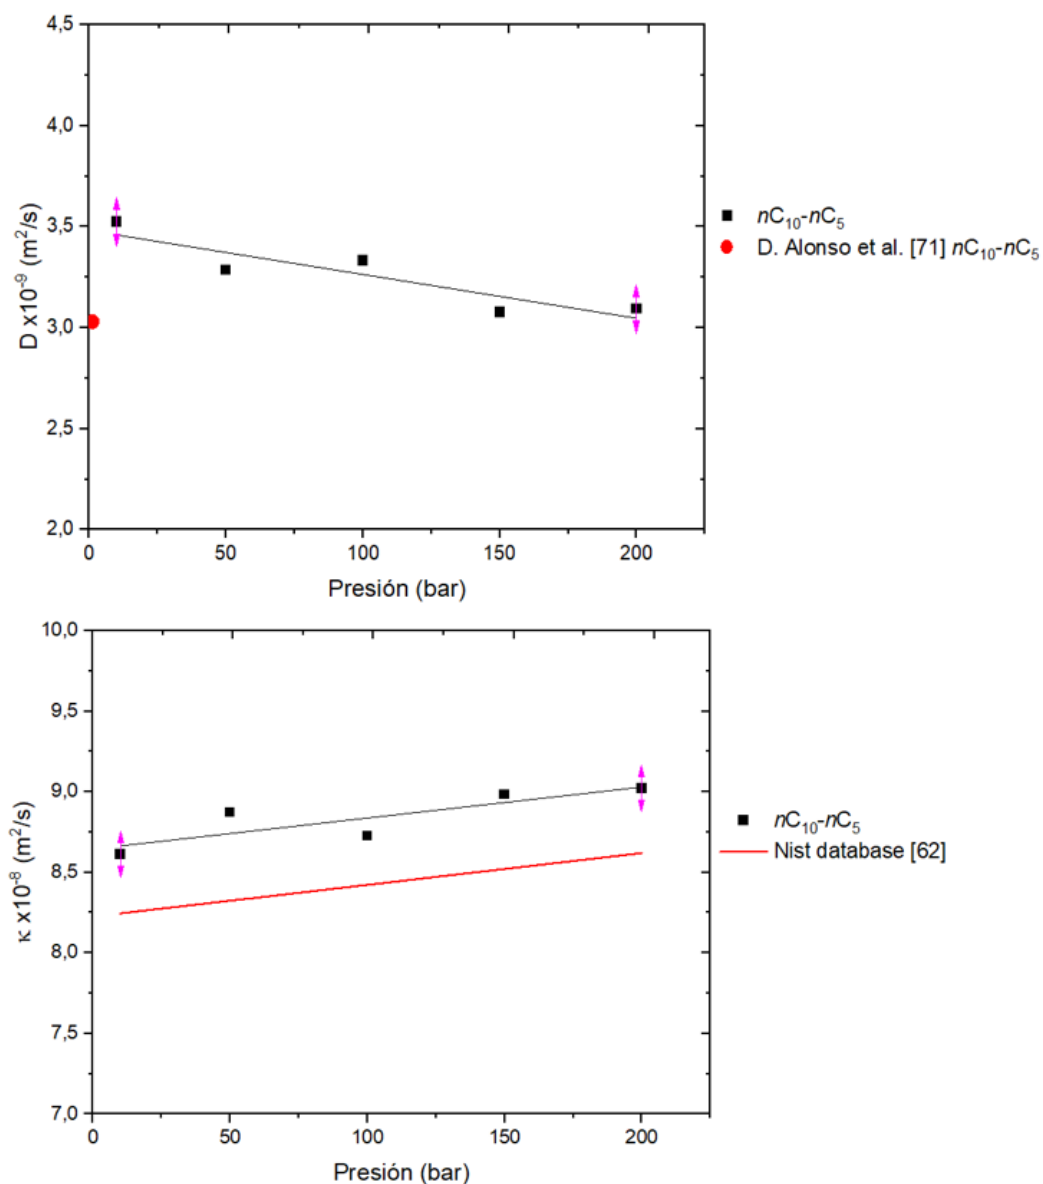 4,5
4,0
3,5
3,0
2,5
2,0
D x10⁻⁹ (m²/s)
0 50 100 150 200
Presión (bar)
nC₁₀-nC₅
D. Alonso et al. [71] nC₁₀-nC₅
10,0
9,5
9,0
8,5
8,0
7,5
7,0
κ x10⁻⁸ (m²/s)
0 50 100 150 200
Presión (bar)
nC₁₀-nC₅
Nist database [62]